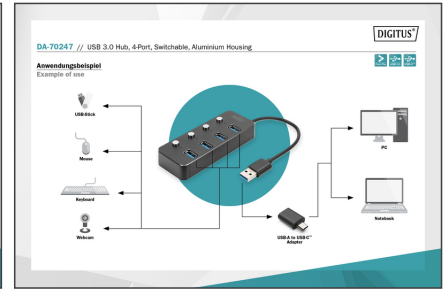 DIGITUS®
DA-70247 // USB 3.0 Hub, 4-Port, Switchable, Aluminium Housing
Anwendungsbeispiel
Example of use
USB-Stick
Mouse
Keyboard
Webcam
PC
Notebook
USB-A to USB-C™
Adapter